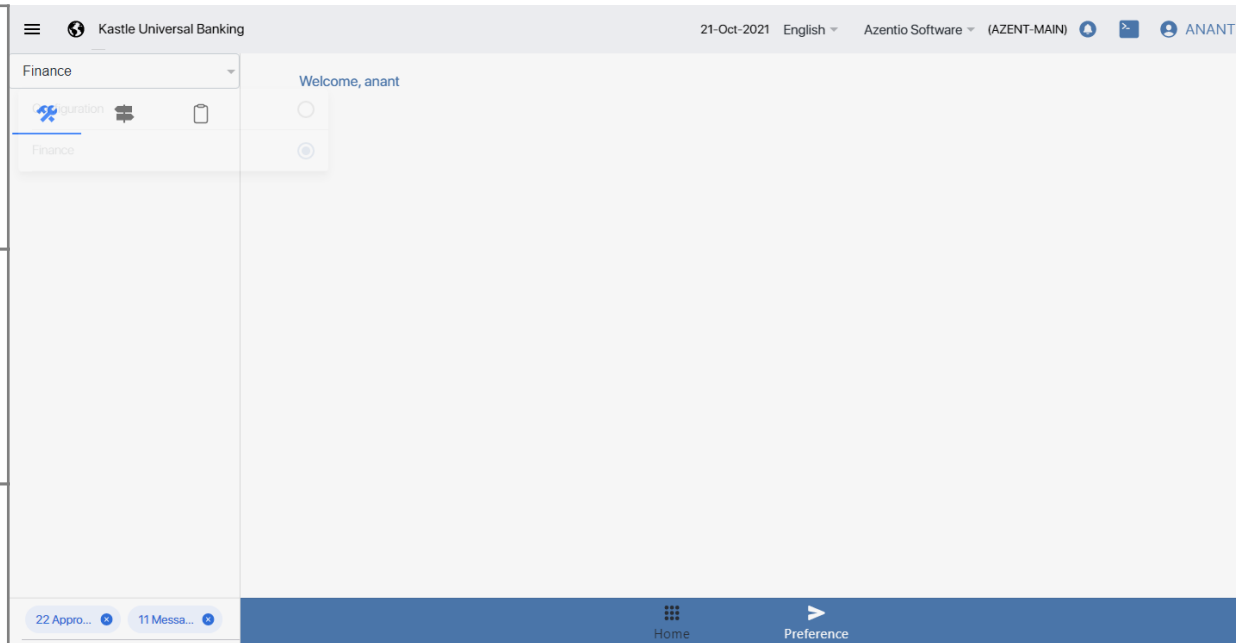 Kastle Universal Banking 21-Oct-2021 English Azentio Software (AZENT-MAIN) ANANT
Finance
Welcome, anant
Configuration
Finance
22 Appro... 11 Messa...
Home Preference